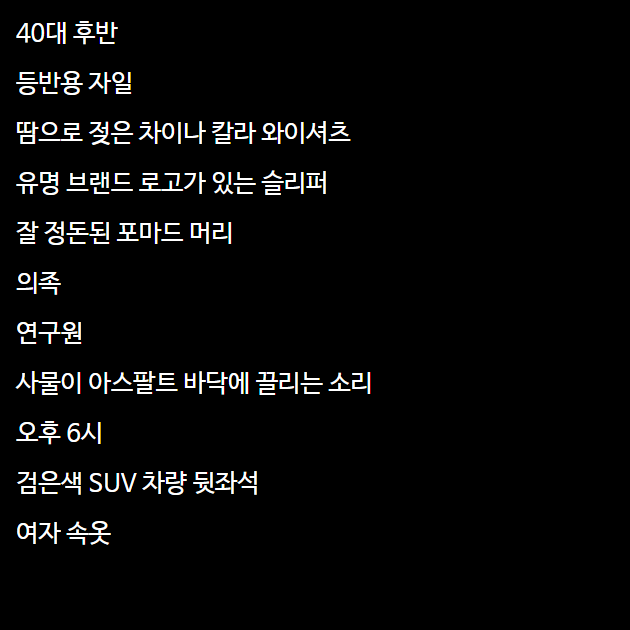 40대 후반
등반용 자일
땀으로 젖은 차이나 칼라 와이셔츠
유명 브랜드 로고가 있는 슬리퍼
잘 정돈된 포마드 머리
의족
연구원
사물이 아스팔트 바닥에 끌리는 소리
오후 6시
검은색 SUV 차량 뒷좌석
여자 속옷